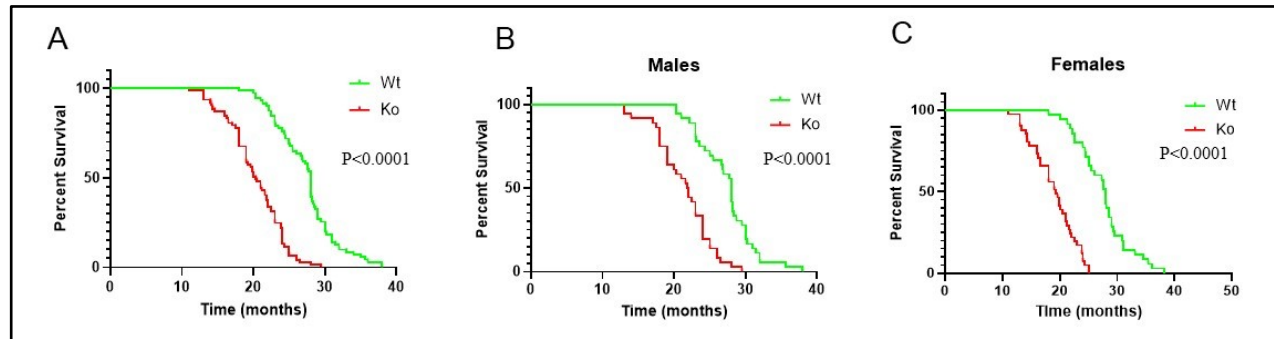 A
Percent Survival
100
50
0
0 10 20 30 40
Time (months)
Wt
Ko
P<0.0001
B
Males
Percent Survival
100
50
0
0 10 20 30 40
Time (months)
Wt
Ko
P<0.0001
C
Females
Percent Survival
100
50
0
0 10 20 30 40 50
Time (months)
Wt
Ko
P<0.0001